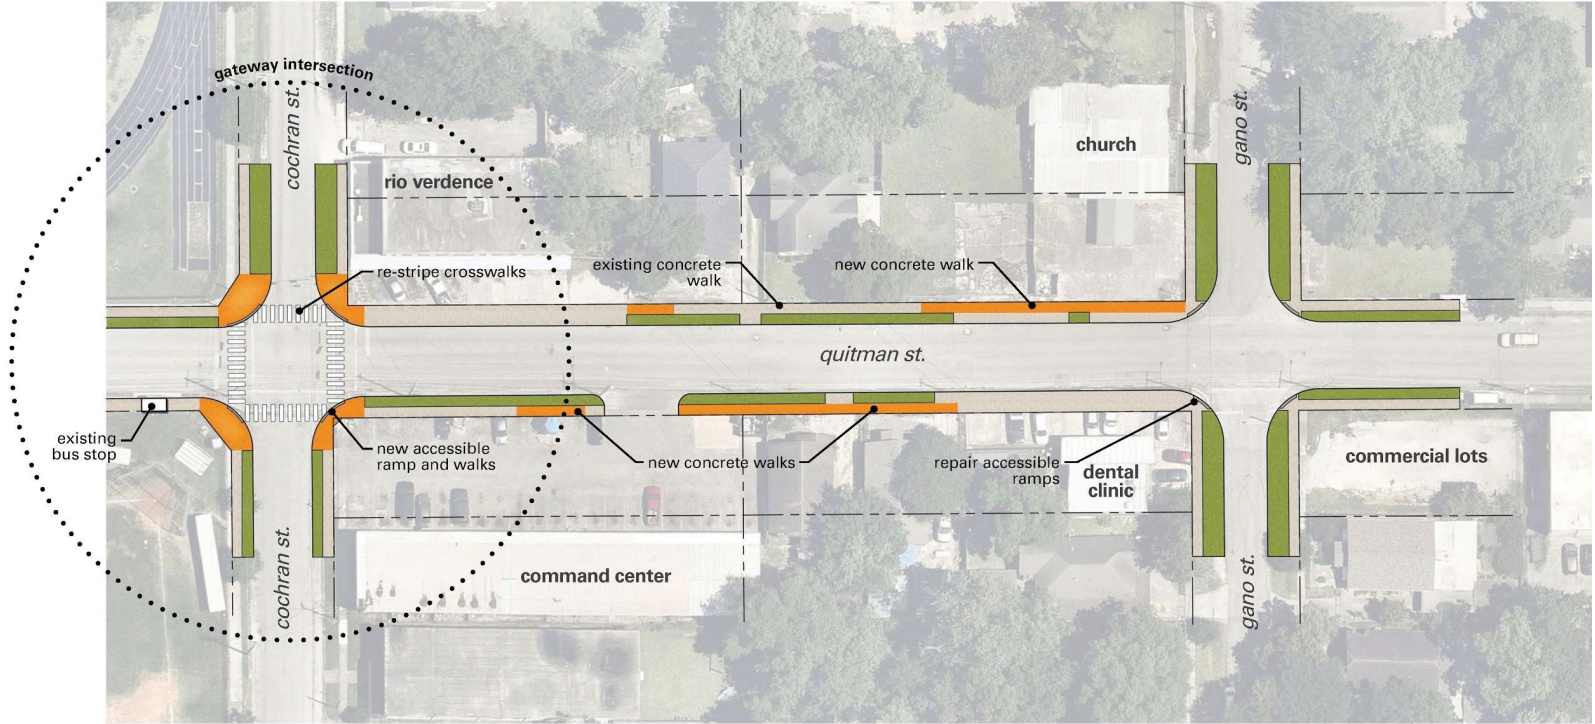 gateway intersection
cochran st.
gano st.
church
rio verdence
re-stripe crosswalks
existing concrete
walk
new concrete walk
quitman st.
existing
bus stop
new accessible
ramp and walks
new concrete walks
repair accessible
ramps
dental
clinic
commercial lots
command center
cochran st.
gano st.